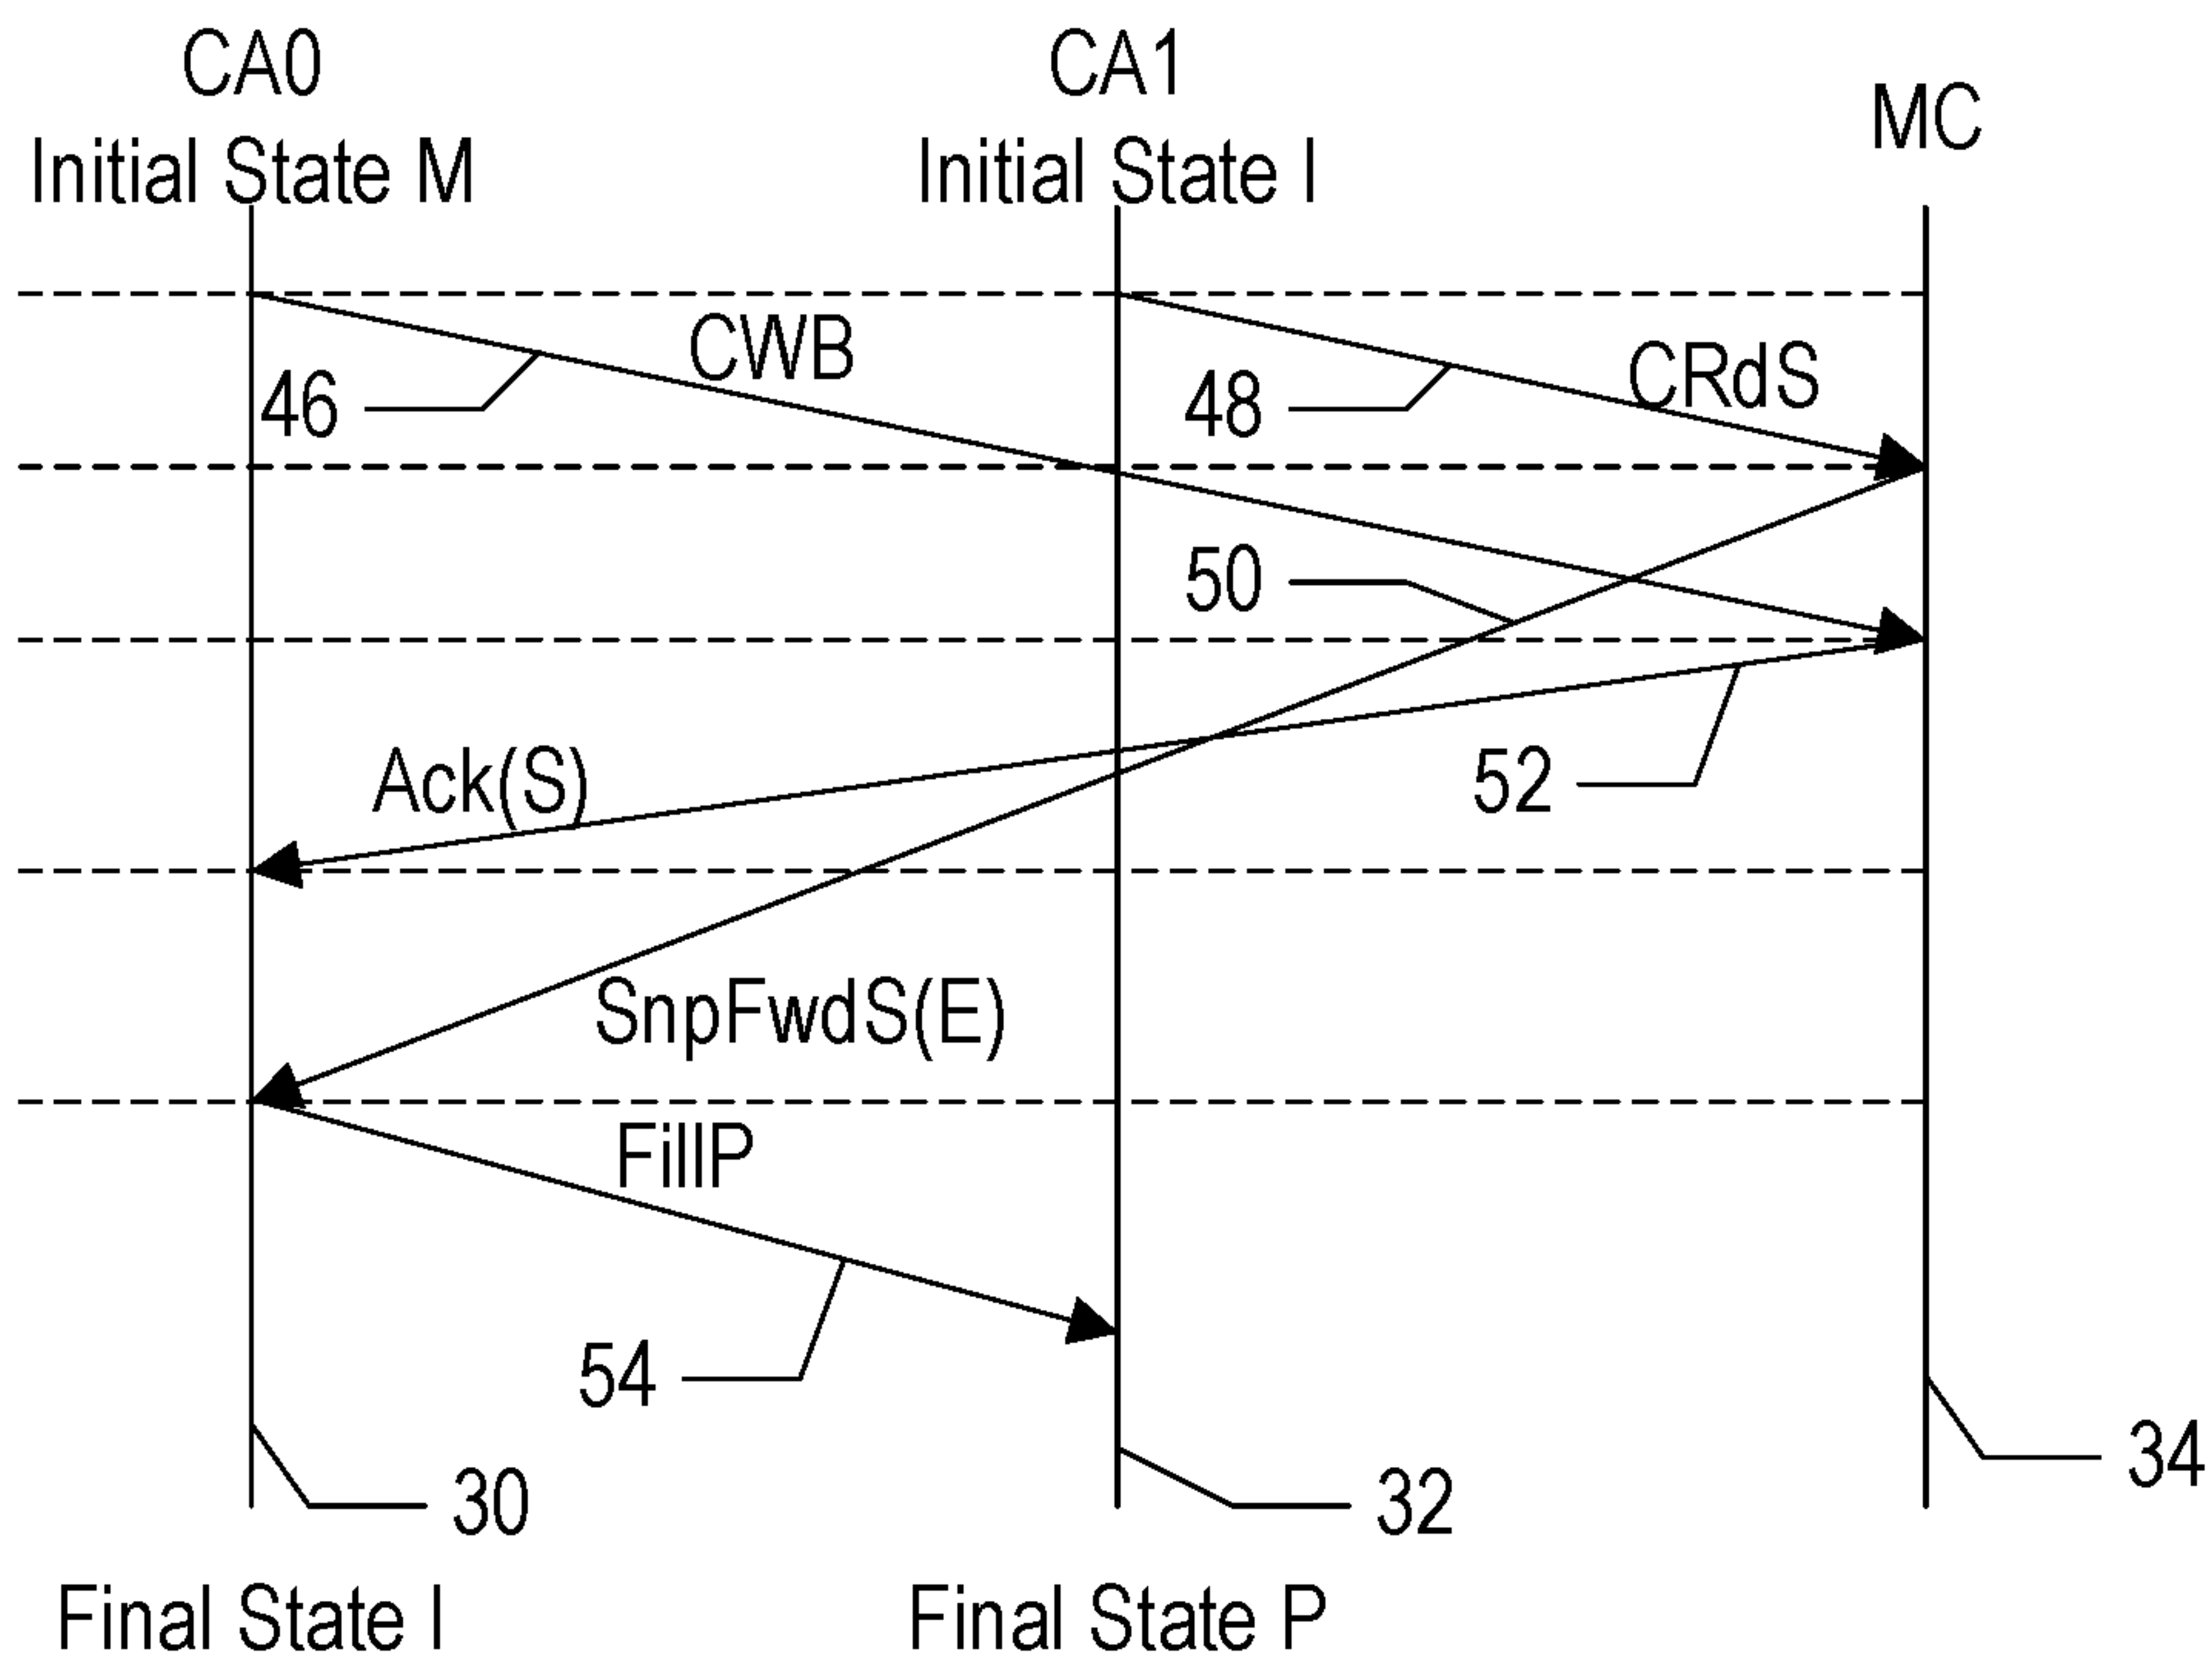 CA0
Initial State M
CA1
Initial State I
MC
CWB
CRdS
46
48
50
Ack(S)
52
SnpFwdS(E)
FillP
54
30
32
34
Final State I
Final State P